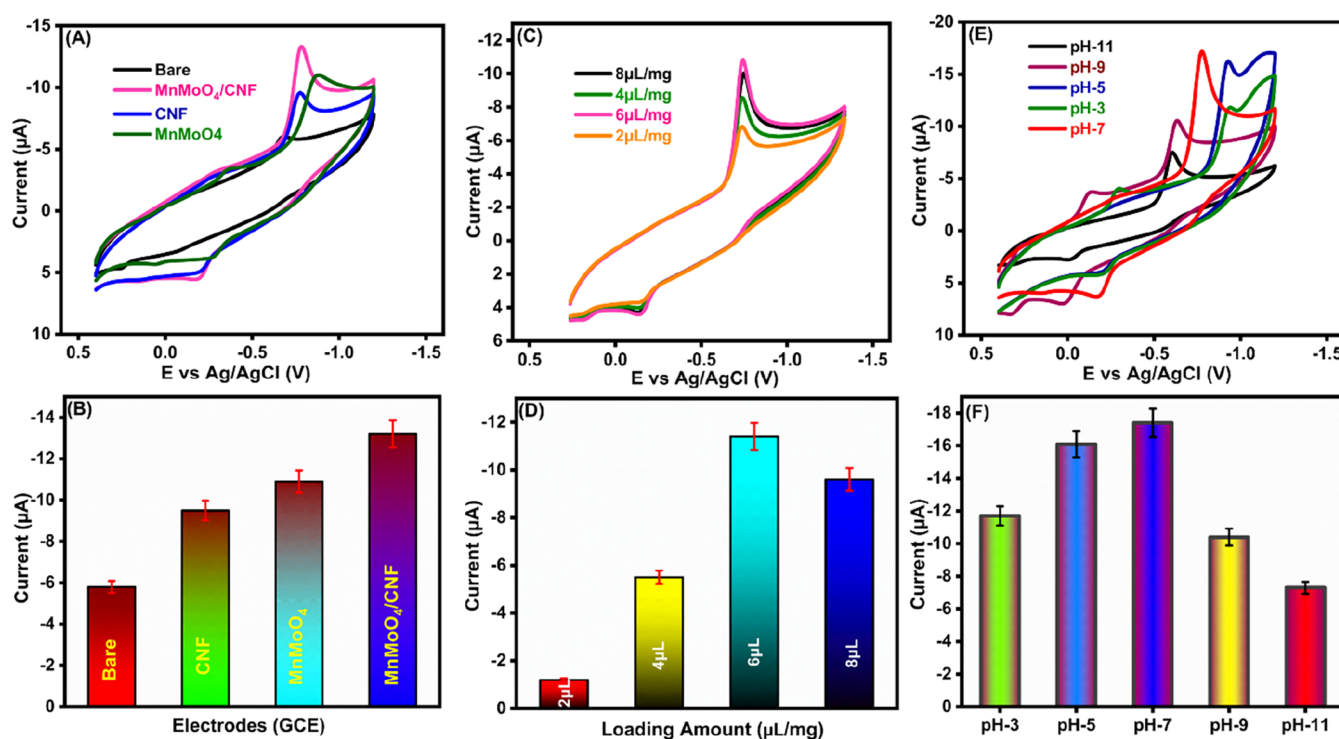 (A)
Bare
MnMoO₄/CNF
CNF
MnMoO4
-15
-10
-5
0
5
10
0.5
0.0
-0.5
-1.0
-1.5
Current (µA)
E vs Ag/AgCl (V)
(C)
8µL/mg
4µL/mg
6µL/mg
2µL/mg
-12
-10
-8
-6
-4
-2
0
2
4
6
0.5
0.0
-0.5
-1.0
Current (µA)
E vs Ag/AgCl (V)
(E)
pH-11
pH-9
pH-5
pH-3
pH-7
-20
-15
-10
-5
0
5
10
0.5
0.0
-0.5
-1.0
-1.5
Current (µA)
E vs Ag/AgCl (V)
(B)
-14
-12
-10
-8
-6
-4
-2
0
Current (µA)
Bare
CNF
MnMoO₄
MnMoO₄/CNF
Electrodes (GCE)
(D)
-12
-10
-8
-6
-4
-2
0
Current (µA)
2µL
4µL
6µL
8µL
Loading Amount (µL/mg)
(F)
-18
-16
-14
-12
-10
-8
-6
-4
-2
0
Current (µA)
pH-3
pH-5
pH-7
pH-9
pH-11